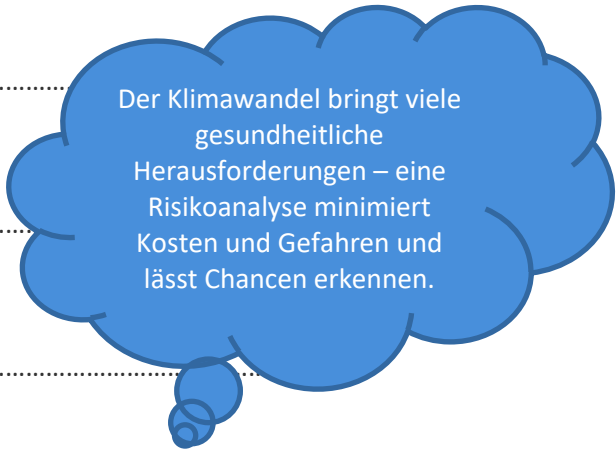 Der Klimawandel bringt viele
gesundheitliche
Herausforderungen – eine
Risikoanalyse minimiert
Kosten und Gefahren und
lässt Chancen erkennen.